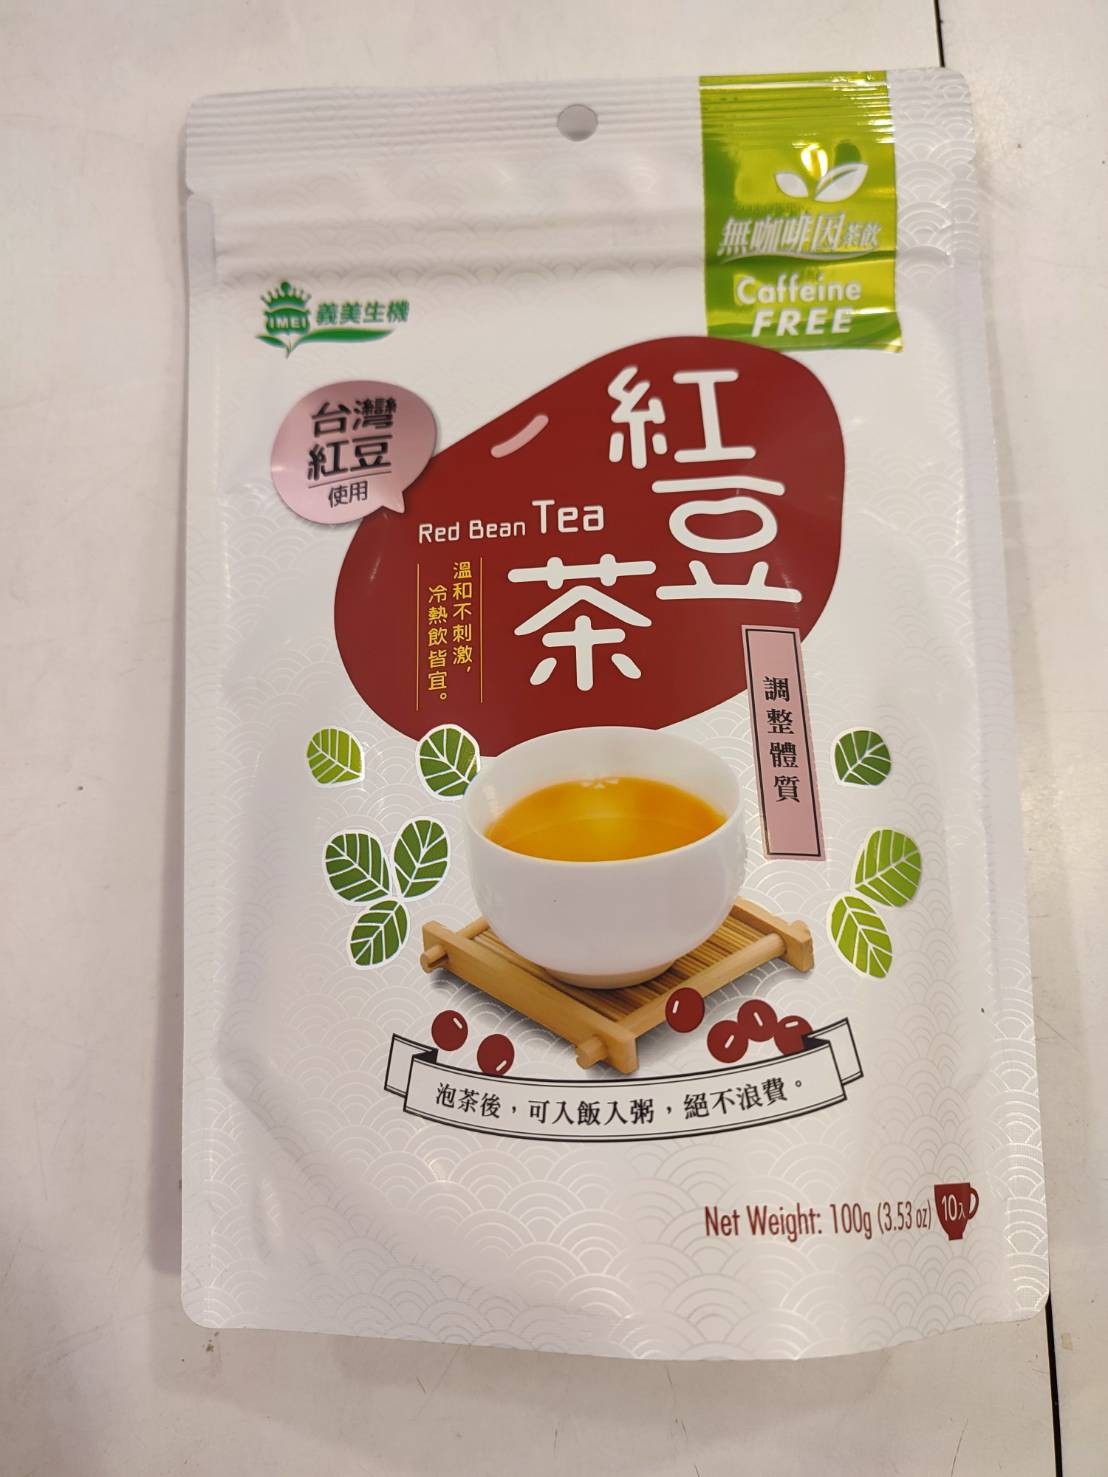 無咖啡因茶飲
Caffeine
FREE
IMEI 義美生機
台灣
紅豆
使用
紅豆
茶
Red Bean Tea
溫和不刺激，
冷熱飲皆宜。
調整體質
泡茶後，可入飯入粥，絕不浪費。
Net Weight: 100g (3.53 oz) 10入